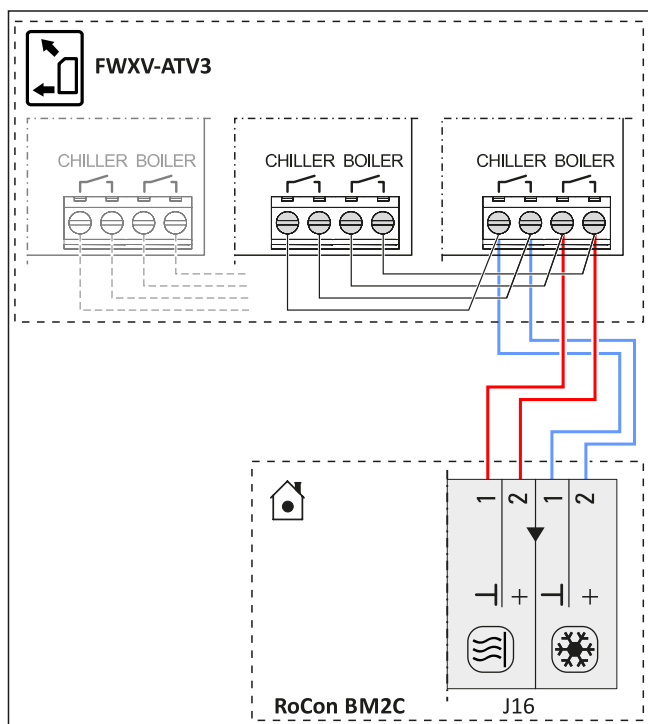 FWXV-ATV3
CHILLER BOILER
CHILLER BOILER
CHILLER BOILER
1 2 1 2
+ +
RoCon BM2C
J16